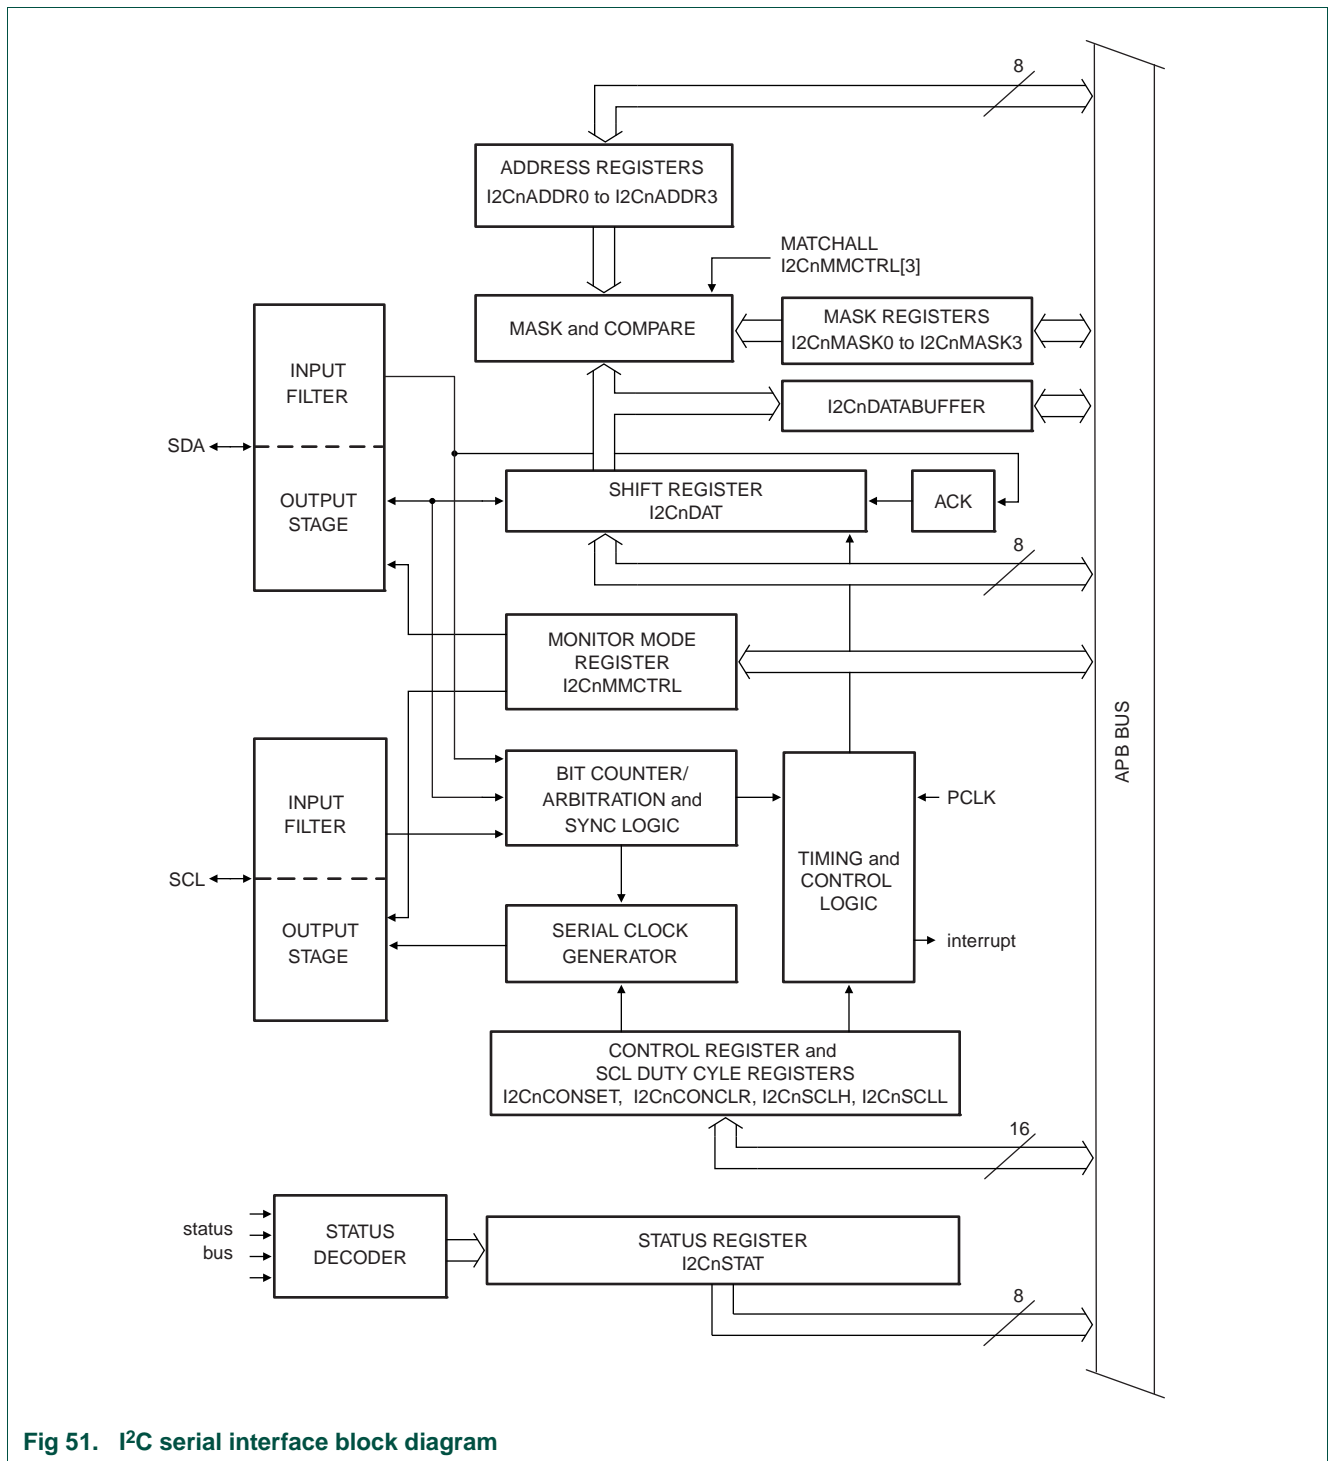 8
ADDRESS REGISTERS
I2CnADDR0 to I2CnADDR3
MATCHALL
I2CnMMCTRL[3]
MASK and COMPARE
MASK REGISTERS
I2CnMASK0 to I2CnMASK3
I2CnDATABUFFER
INPUT
FILTER
SDA
OUTPUT
STAGE
SHIFT REGISTER
I2CnDAT
ACK
8
MONITOR MODE
REGISTER
I2CnMMCTRL
APB BUS
INPUT
FILTER
SCL
OUTPUT
STAGE
BIT COUNTER/
ARBITRATION and
SYNC LOGIC
PCLK
TIMING and
CONTROL
LOGIC
interrupt
SERIAL CLOCK
GENERATOR
CONTROL REGISTER and
SCL DUTY CYLE REGISTERS
I2CnCONSET, I2CnCONCLR, I2CnSCLH, I2CnSCLL
16
status
bus
STATUS
DECODER
STATUS REGISTER
I2CnSTAT
8
Fig 51. I²C serial interface block diagram